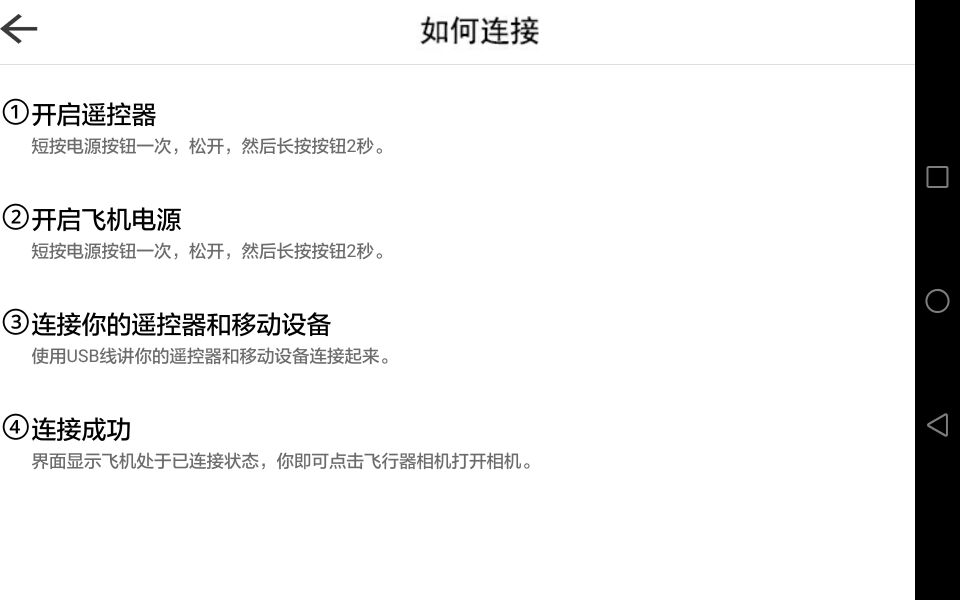 如何连接
①开启遥控器
短按电源按钮一次，松开，然后长按按钮2秒。
②开启飞机电源
短按电源按钮一次，松开，然后长按按钮2秒。
③连接你的遥控器和移动设备
使用USB线讲你的遥控器和移动设备连接起来。
④连接成功
界面显示飞机处于已连接状态，你即可点击飞行器相机打开相机。